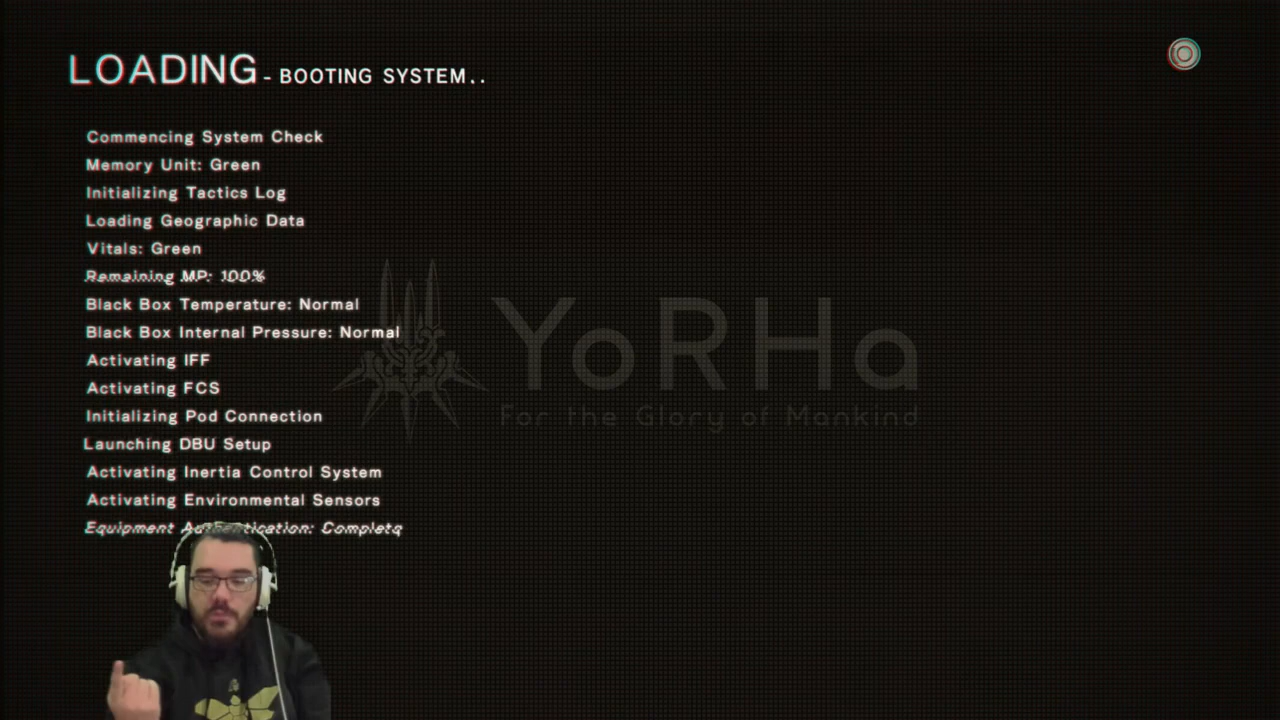 LOADING - BOOTING SYSTEM..
Commencing System Check
Memory Unit: Green
Initializing Tactics Log
Loading Geographic Data
Vitals: Green
Remaining MP: 100%
Black Box Temperature: Normal
Black Box Internal Pressure: Normal
Activating IFF
Activating FCS
Initializing Pod Connection
Launching DBU Setup
Activating Inertia Control System
Activating Environmental Sensors
Equipment Authentication: Complete
YoRHa
For the Glory of Mankind